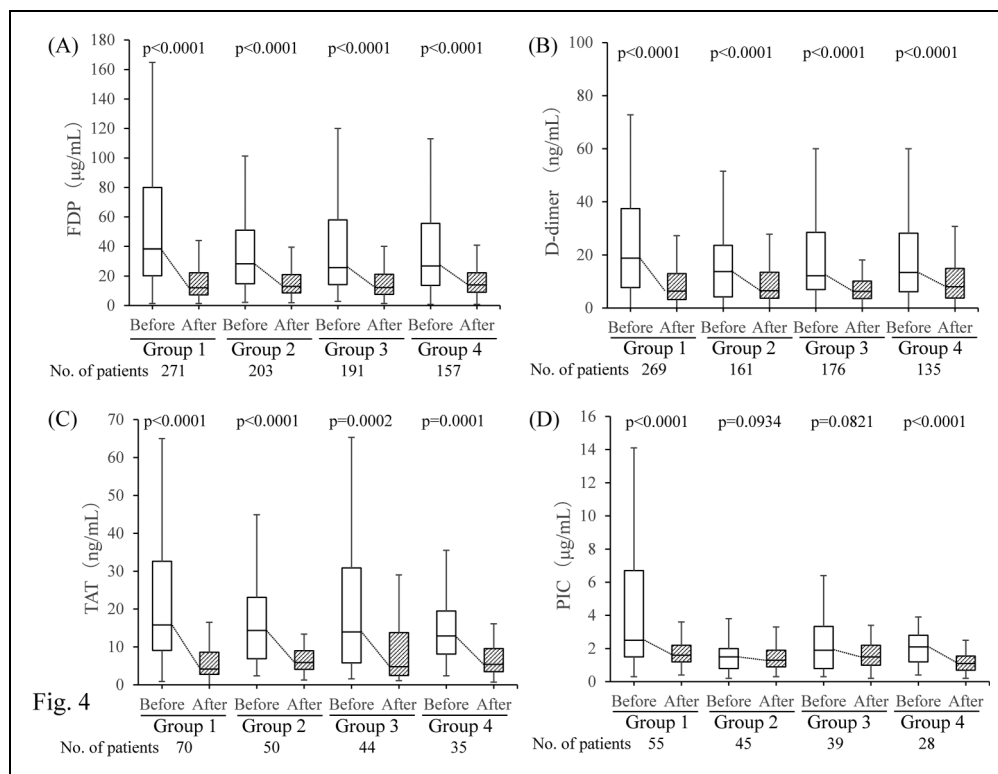 (A)
180
160
140
120
100
80
60
40
20
0
FDP (μg/mL)
p<0.0001 p<0.0001 p<0.0001 p<0.0001
Before After Before After Before After Before After
Group 1 Group 2 Group 3 Group 4
No. of patients 271 203 191 157
(B)
100
80
60
40
20
0
D-dimer (ng/mL)
p<0.0001 p<0.0001 p<0.0001 p<0.0001
Before After Before After Before After Before After
Group 1 Group 2 Group 3 Group 4
No. of patients 269 161 176 135
(C)
70
60
50
40
30
20
10
0
TAT (ng/mL)
p<0.0001 p<0.0001 p=0.0002 p=0.0001
Before After Before After Before After Before After
Group 1 Group 2 Group 3 Group 4
No. of patients 70 50 44 35
(D)
16
14
12
10
8
6
4
2
0
PIC (μg/mL)
p<0.0001 p=0.0934 p=0.0821 p<0.0001
Before After Before After Before After Before After
Group 1 Group 2 Group 3 Group 4
No. of patients 55 45 39 28
Fig. 4